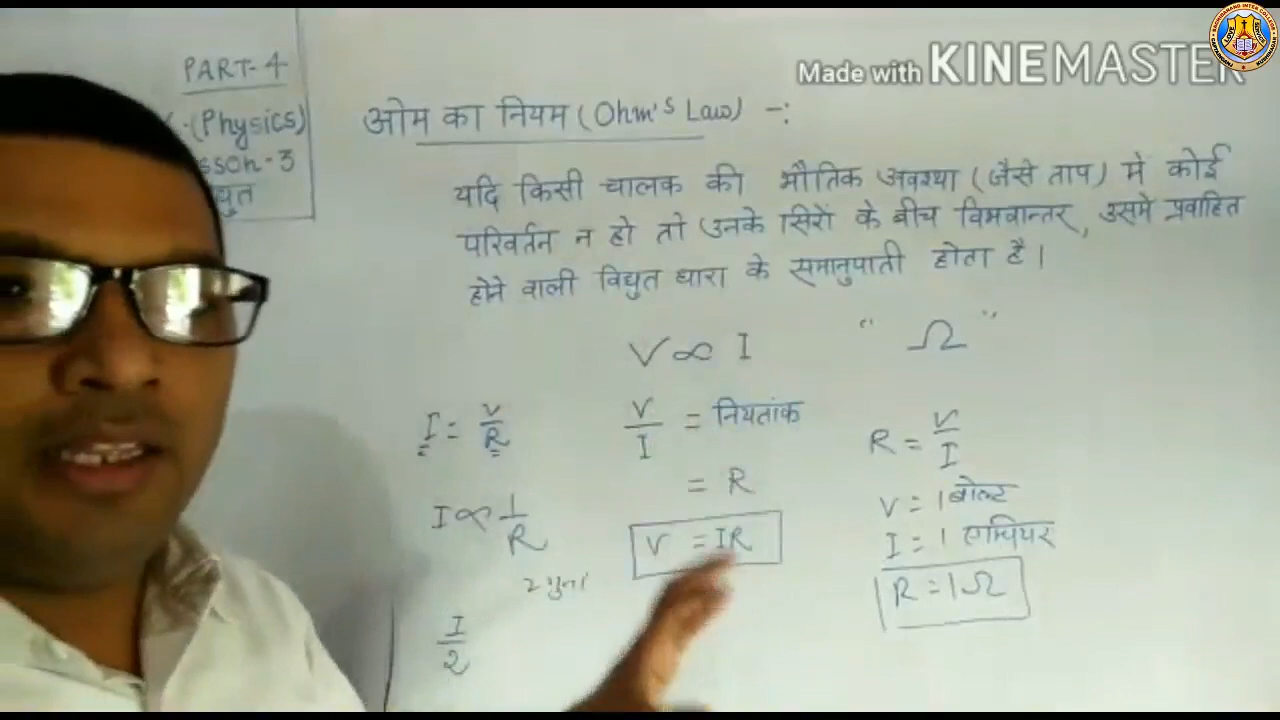 PART-4
(Physics)
sson-3
द्युत
Made with KINEMASTER
ओम का नियम (Ohm's Law) -:
यदि किसी चालक की भौतिक अवस्था (जैसे ताप) मे कोई
परिवर्तन न हो तो उनके सिरों के बीच विभवान्तर, उसमे प्रवाहित
होने वाली विद्युत धारा के समानुपाती होता है।
V ∝ I
" Ω "
I = V/R
I ∝ 1/R
2 गुना
I/2
V/I = नियतांक
= R
V = IR
R = V/I
V = 1 बोल्ट
I = 1 एम्पियर
R = 1Ω